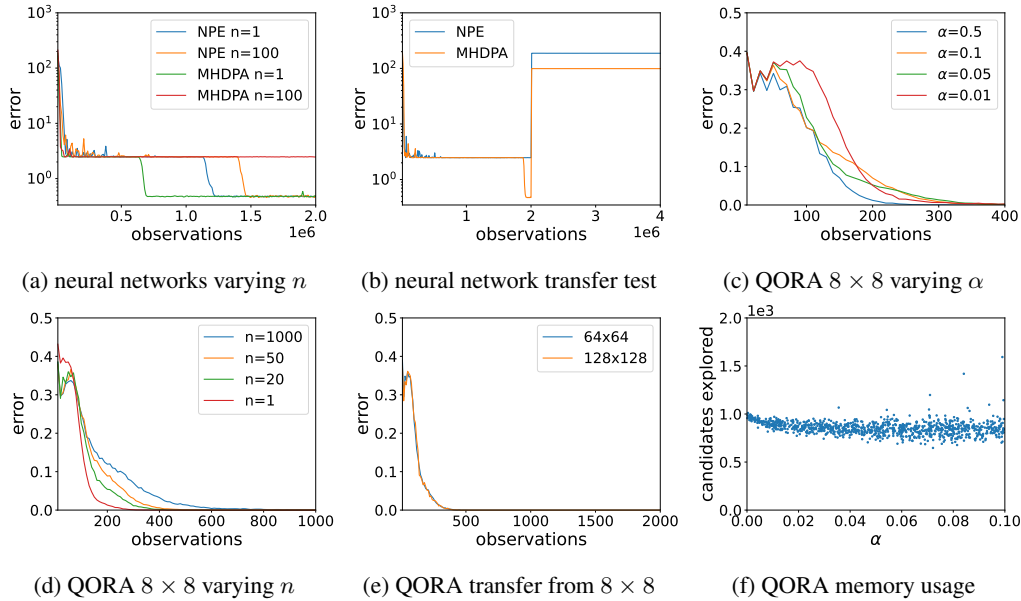 10³
10²
10¹
10⁰
error
NPE n=1
NPE n=100
MHDPA n=1
MHDPA n=100
0.5
1.0
1.5
2.0
1e6
observations
(a) neural networks varying n
10³
10²
10¹
10⁰
error
NPE
MHDPA
1
2
3
4
1e6
observations
(b) neural network transfer test
0.5
0.4
0.3
0.2
0.1
0.0
error
α=0.5
α=0.1
α=0.05
α=0.01
100
200
300
400
observations
(c) QORA 8 × 8 varying α
0.5
0.4
0.3
0.2
0.1
0.0
error
n=1000
n=50
n=20
n=1
200
400
600
800
1000
observations
(d) QORA 8 × 8 varying n
0.5
0.4
0.3
0.2
0.1
0.0
error
64x64
128x128
500
1000
1500
2000
observations
(e) QORA transfer from 8 × 8
1e3
2.0
1.5
1.0
0.5
0.0
candidates explored
0.00
0.02
0.04
0.06
0.08
0.10
α
(f) QORA memory usage